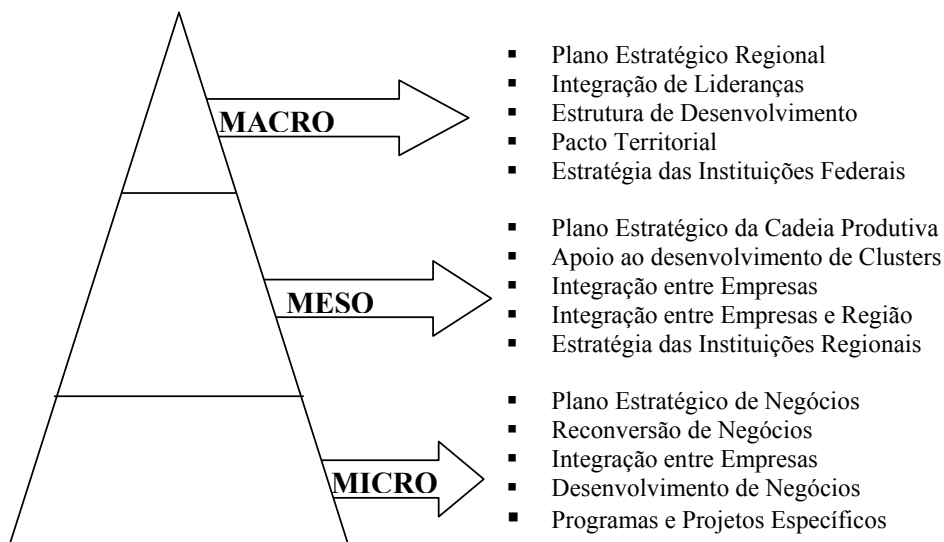 MACRO
▪ Plano Estratégico Regional
▪ Integração de Lideranças
▪ Estrutura de Desenvolvimento
▪ Pacto Territorial
▪ Estratégia das Instituições Federais
MESO
▪ Plano Estratégico da Cadeia Produtiva
▪ Apoio ao desenvolvimento de Clusters
▪ Integração entre Empresas
▪ Integração entre Empresas e Região
▪ Estratégia das Instituições Regionais
MICRO
▪ Plano Estratégico de Negócios
▪ Reconversão de Negócios
▪ Integração entre Empresas
▪ Desenvolvimento de Negócios
▪ Programas e Projetos Específicos